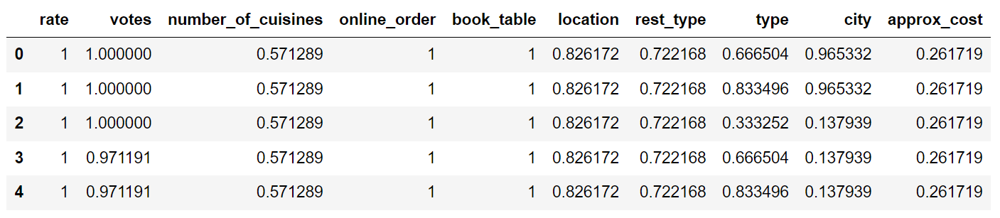 rate votes number_of_cuisines online_order book_table location rest_type type city approx_cost
0 1 1.000000 0.571289 1 1 0.826172 0.722168 0.666504 0.965332 0.261719
1 1 1.000000 0.571289 1 1 0.826172 0.722168 0.833496 0.965332 0.261719
2 1 1.000000 0.571289 1 1 0.826172 0.722168 0.333252 0.137939 0.261719
3 1 0.971191 0.571289 1 1 0.826172 0.722168 0.666504 0.137939 0.261719
4 1 0.971191 0.571289 1 1 0.826172 0.722168 0.833496 0.137939 0.261719